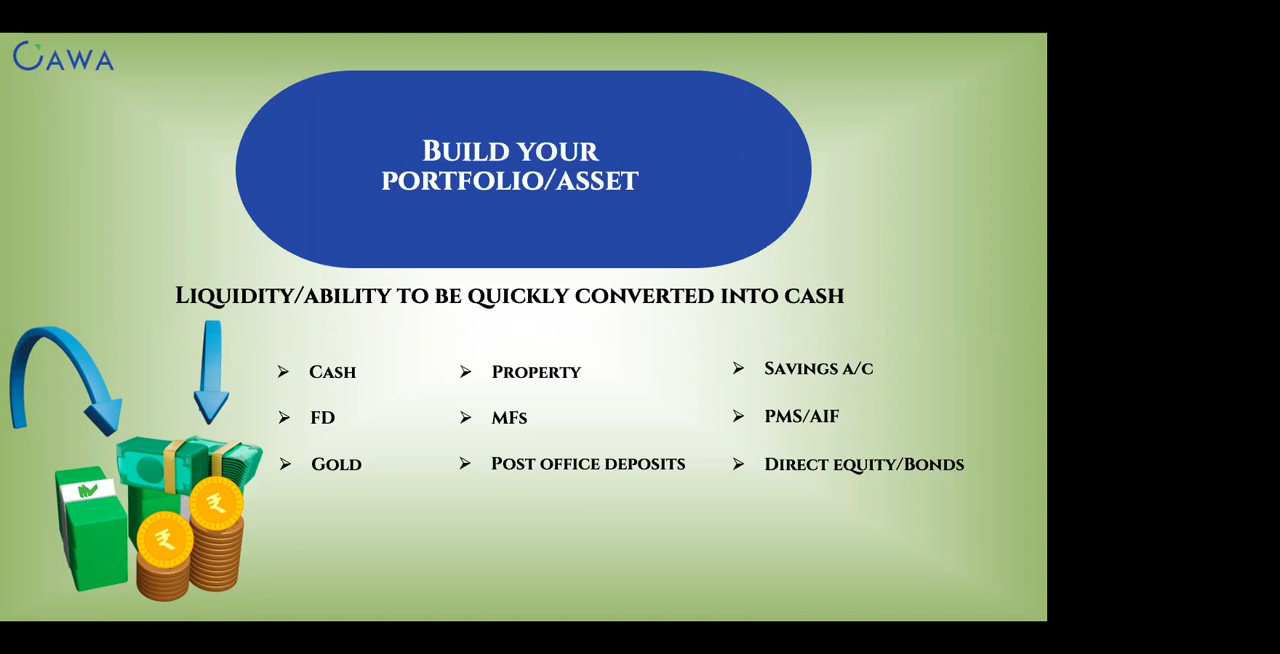 CAWA
Build your
portfolio/asset
Liquidity/ability to be quickly converted into cash
Cash
FD
Gold
Property
MFs
Post office deposits
Savings a/c
PMS/AIF
Direct equity/Bonds
₹
₹